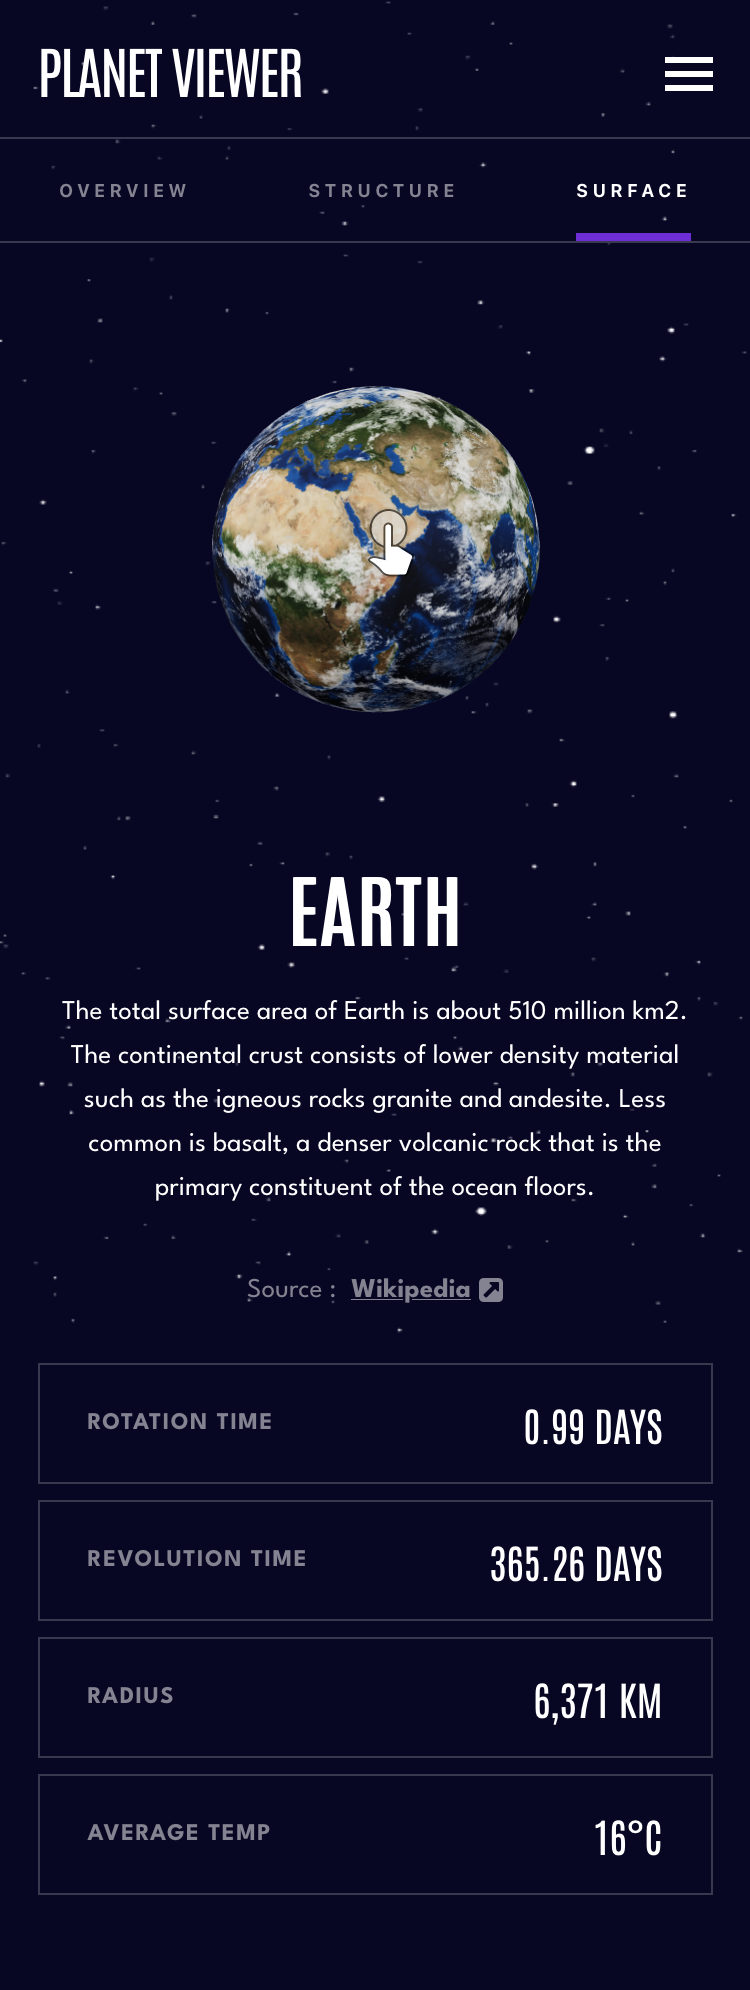 PLANET VIEWER
OVERVIEW STRUCTURE SURFACE
EARTH
The total surface area of Earth is about 510 million km2.
The continental crust consists of lower density material
such as the igneous rocks granite and andesite. Less
common is basalt, a denser volcanic rock that is the
primary constituent of the ocean floors.
Source : Wikipedia
ROTATION TIME 0.99 DAYS
REVOLUTION TIME 365.26 DAYS
RADIUS 6,371 KM
AVERAGE TEMP 16°C